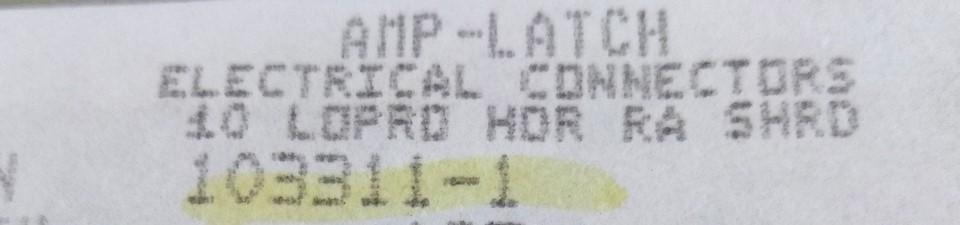 AMP-LATCH
ELECTRICAL CONNECTORS
10 LOPRO HDR RA SHRD
103311-1